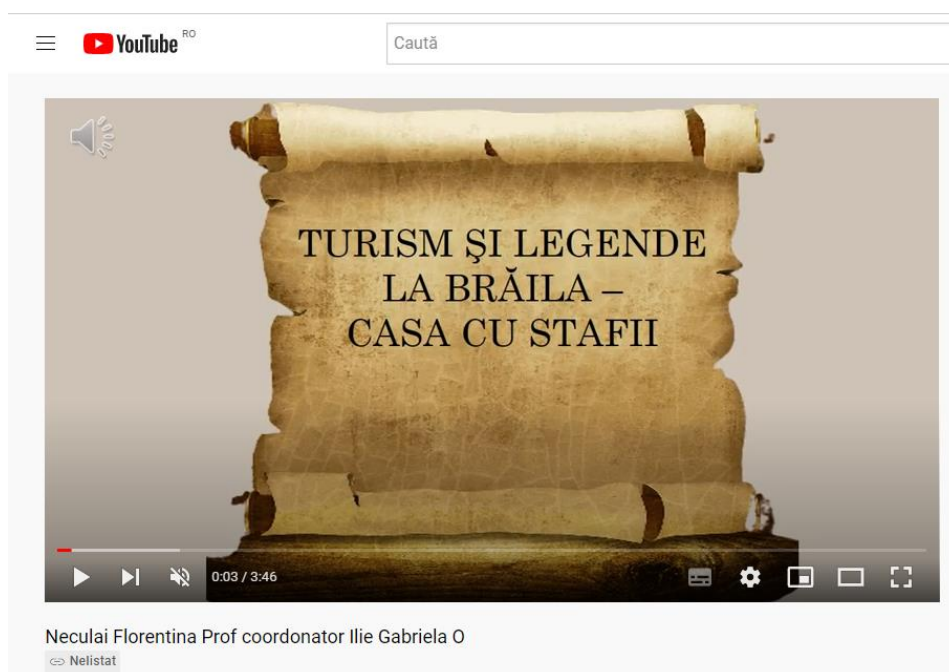 YouTube RO
Caută
TURISM ŞI LEGENDE
LA BRĂILA –
CASA CU STAFII
0:03 / 3:46
Neculai Florentina Prof coordonator Ilie Gabriela O
Nelistat